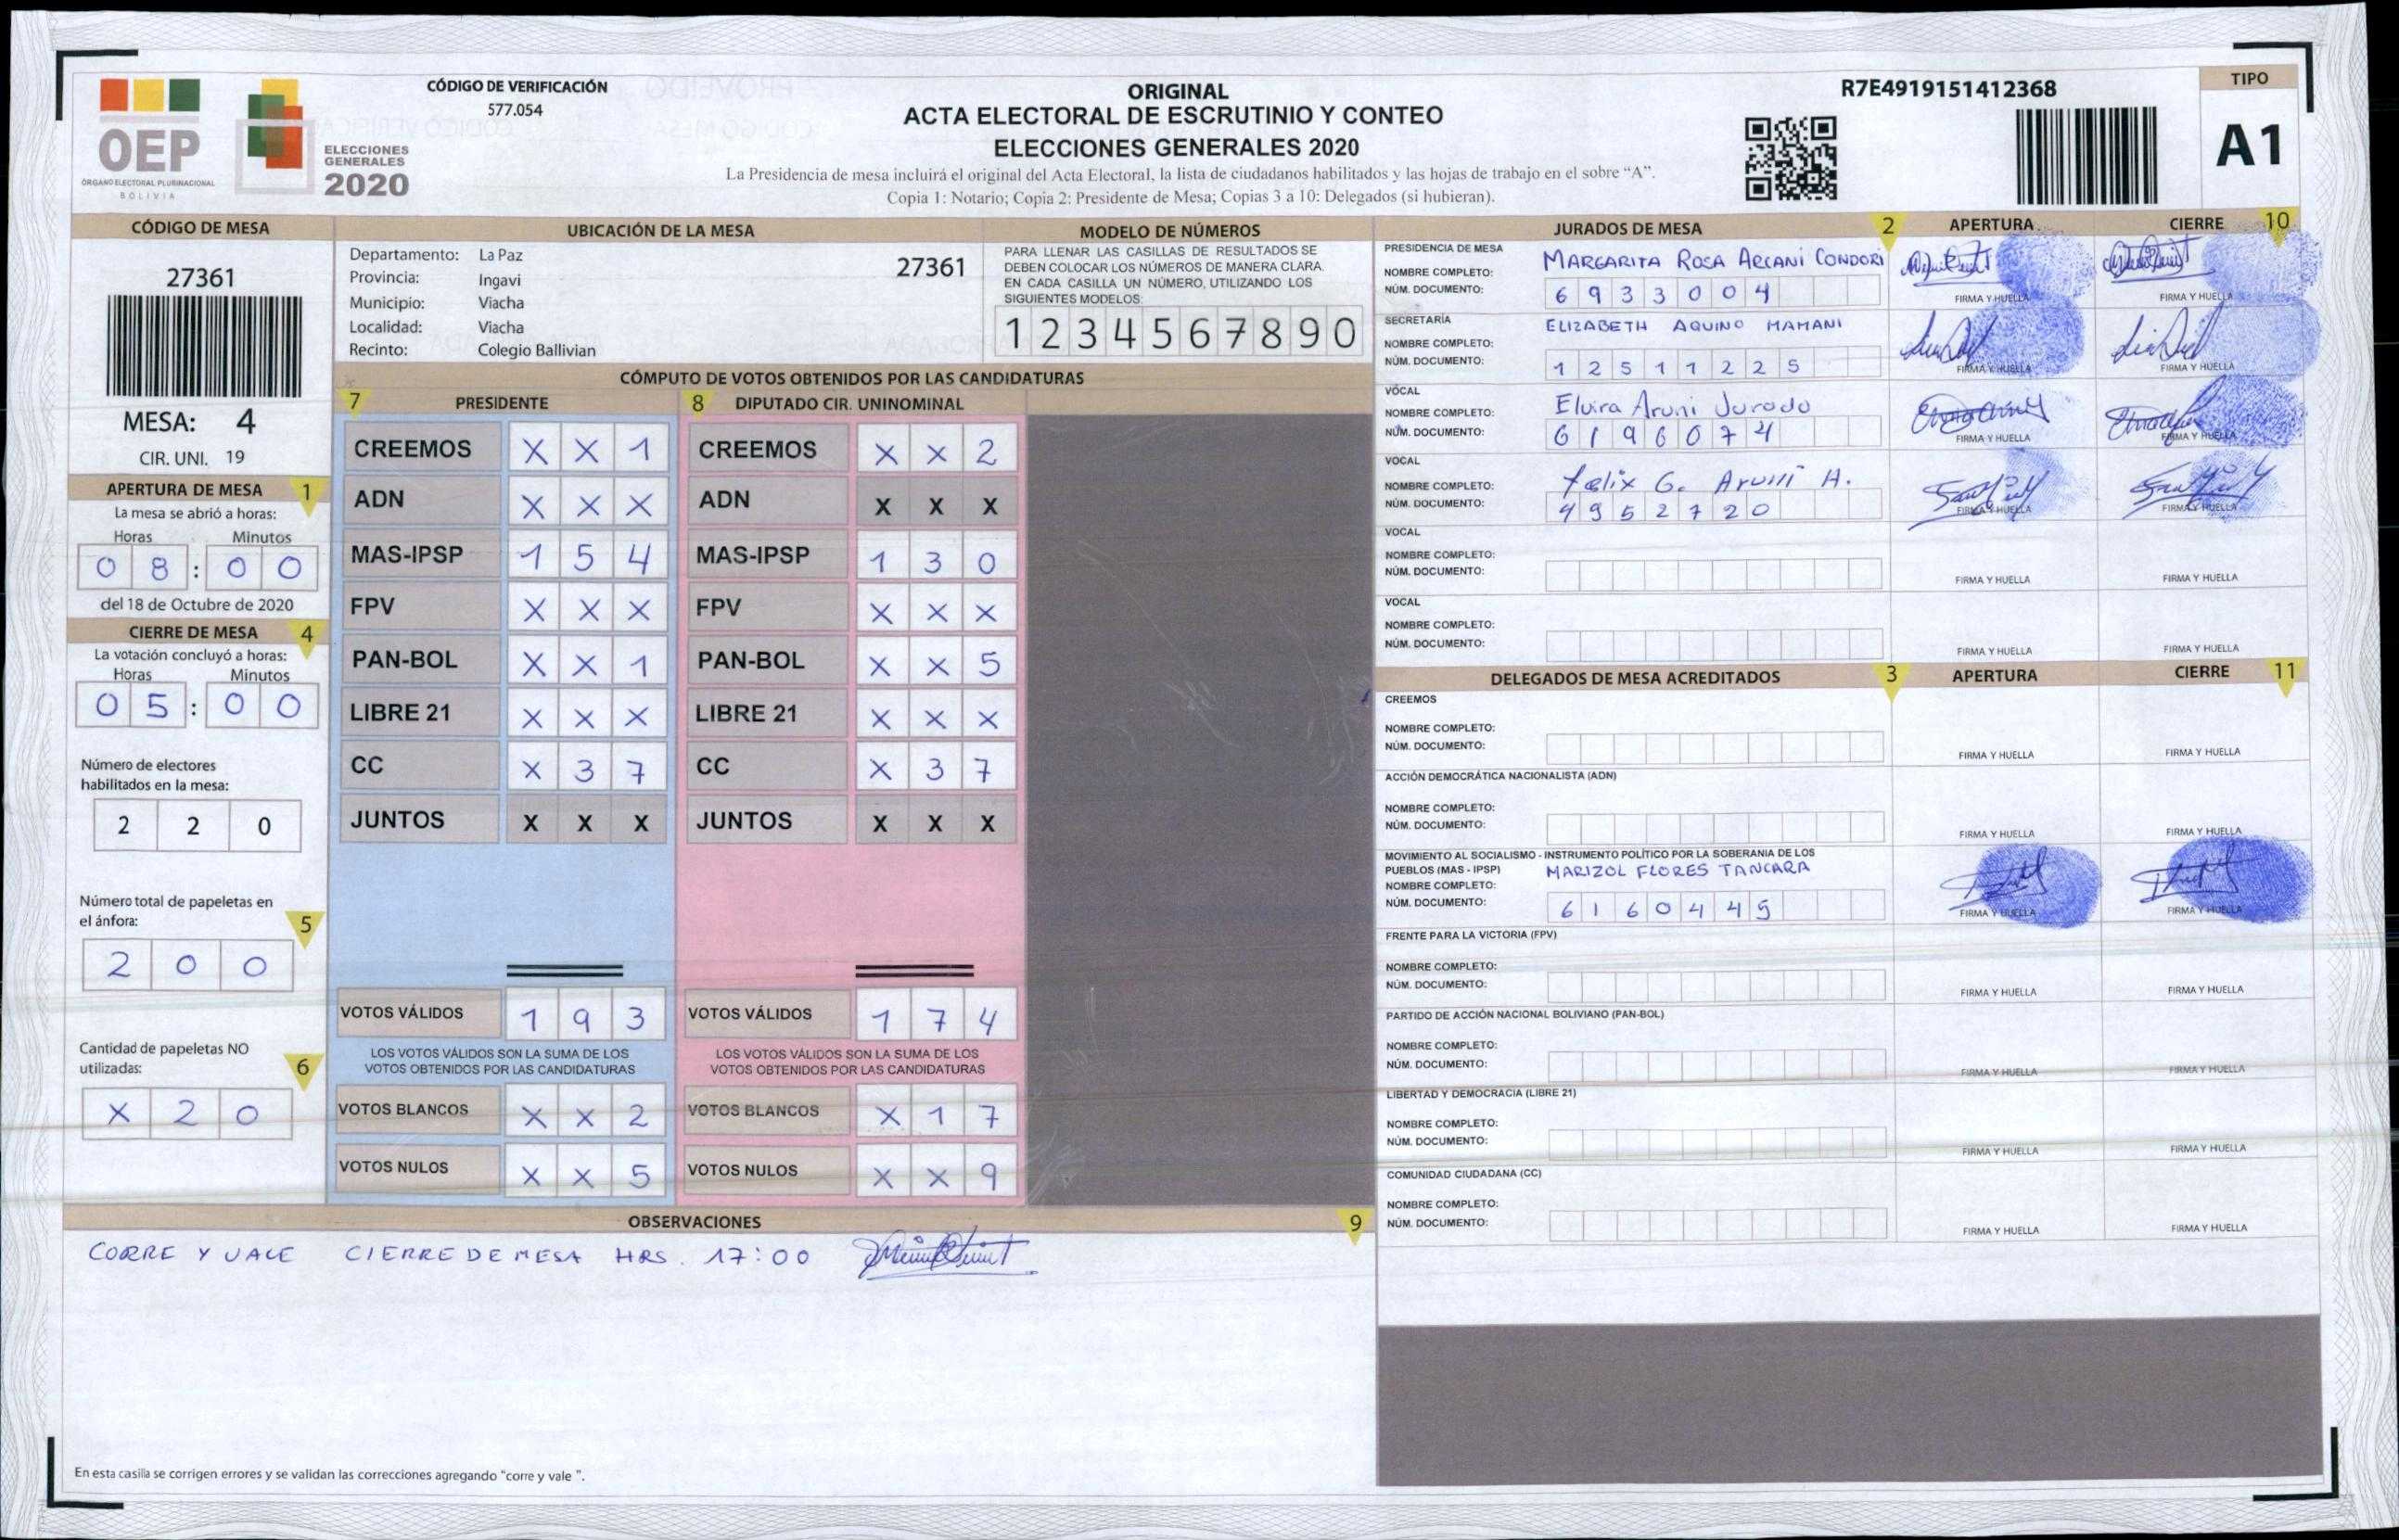 OEP
ÓRGANO ELECTORAL PLURINACIONAL
BOLIVIA
ELECCIONES
GENERALES
2020
CÓDIGO DE VERIFICACIÓN
577.054
ORIGINAL
ACTA ELECTORAL DE ESCRUTINIO Y CONTEO
ELECCIONES GENERALES 2020
La Presidencia de mesa incluirá el original del Acta Electoral, la lista de ciudadanos habilitados y las hojas de trabajo en el sobre “A”.
Copia 1: Notario; Copia 2: Presidente de Mesa; Copias 3 a 10: Delegados (si hubieran).
R7E4919151412368
TIPO
A1
CÓDIGO DE MESA
27361
MESA: 4
CIR. UNI. 19
APERTURA DE MESA 1
La mesa se abrió a horas:
Horas Minutos
0 8 : 0 0
del 18 de Octubre de 2020
CIERRE DE MESA 4
La votación concluyó a horas:
Horas Minutos
0 5 : 0 0
Número de electores
habilitados en la mesa:
2 2 0
Número total de papeletas en
el ánfora: 5
2 0 0
Cantidad de papeletas NO
utilizadas: 6
X 2 0
UBICACIÓN DE LA MESA
Departamento: La Paz
Provincia: Ingavi
Municipio: Viacha
Localidad: Viacha
Recinto: Colegio Ballivian
27361
MODELO DE NÚMEROS
PARA LLENAR LAS CASILLAS DE RESULTADOS SE
DEBEN COLOCAR LOS NÚMEROS DE MANERA CLARA.
EN CADA CASILLA UN NÚMERO, UTILIZANDO LOS
SIGUIENTES MODELOS:
1 2 3 4 5 6 7 8 9 0
CÓMPUTO DE VOTOS OBTENIDOS POR LAS CANDIDATURAS
7 PRESIDENTE
CREEMOS X X 1
ADN X X X
MAS-IPSP 1 5 4
FPV X X X
PAN-BOL X X 1
LIBRE 21 X X X
CC X 3 7
JUNTOS X X X
VOTOS VÁLIDOS 1 9 3
LOS VOTOS VÁLIDOS SON LA SUMA DE LOS
VOTOS OBTENIDOS POR LAS CANDIDATURAS
VOTOS BLANCOS X X 2
VOTOS NULOS X X 5
8 DIPUTADO CIR. UNINOMINAL
CREEMOS X X 2
ADN X X X
MAS-IPSP 1 3 0
FPV X X X
PAN-BOL X X 5
LIBRE 21 X X X
CC X 3 7
JUNTOS X X X
VOTOS VÁLIDOS 1 7 4
LOS VOTOS VÁLIDOS SON LA SUMA DE LOS
VOTOS OBTENIDOS POR LAS CANDIDATURAS
VOTOS BLANCOS X 1 7
VOTOS NULOS X X 9
OBSERVACIONES 9
CORRE Y VALE CIERRE DE MESA HRS. 17:00
En esta casilla se corrigen errores y se validan las correcciones agregando "corre y vale ".
JURADOS DE MESA 2 APERTURA CIERRE 10
PRESIDENCIA DE MESA
NOMBRE COMPLETO: MARGARITA ROSA ARCANI CONDORI
NÚM. DOCUMENTO: 6 9 3 3 0 0 4
FIRMA Y HUELLA FIRMA Y HUELLA
SECRETARÍA
NOMBRE COMPLETO: ELIZABETH AQUINO MAMANI
NÚM. DOCUMENTO: 1 2 5 1 1 2 2 5
FIRMA Y HUELLA FIRMA Y HUELLA
VOCAL
NOMBRE COMPLETO: Elvira Aruni Jurado
NÚM. DOCUMENTO: 6 1 9 6 0 7 4
FIRMA Y HUELLA FIRMA Y HUELLA
VOCAL
NOMBRE COMPLETO: Felix G. Aruni H.
NÚM. DOCUMENTO: 4 9 5 2 7 2 0
FIRMA Y HUELLA FIRMA Y HUELLA
VOCAL
NOMBRE COMPLETO:
NÚM. DOCUMENTO:
FIRMA Y HUELLA FIRMA Y HUELLA
VOCAL
NOMBRE COMPLETO:
NÚM. DOCUMENTO:
FIRMA Y HUELLA FIRMA Y HUELLA
DELEGADOS DE MESA ACREDITADOS 3 APERTURA CIERRE 11
CREEMOS
NOMBRE COMPLETO:
NÚM. DOCUMENTO:
FIRMA Y HUELLA FIRMA Y HUELLA
ACCIÓN DEMOCRÁTICA NACIONALISTA (ADN)
NOMBRE COMPLETO:
NÚM. DOCUMENTO:
FIRMA Y HUELLA FIRMA Y HUELLA
MOVIMIENTO AL SOCIALISMO - INSTRUMENTO POLÍTICO POR LA SOBERANIA DE LOS
PUEBLOS (MAS - IPSP) MARIZOL FLORES TANCARA
NOMBRE COMPLETO:
NÚM. DOCUMENTO: 6 1 6 0 4 4 5
FIRMA Y HUELLA FIRMA Y HUELLA
FRENTE PARA LA VICTORIA (FPV)
NOMBRE COMPLETO:
NÚM. DOCUMENTO:
FIRMA Y HUELLA FIRMA Y HUELLA
PARTIDO DE ACCIÓN NACIONAL BOLIVIANO (PAN-BOL)
NOMBRE COMPLETO:
NÚM. DOCUMENTO:
FIRMA Y HUELLA FIRMA Y HUELLA
LIBERTAD Y DEMOCRACIA (LIBRE 21)
NOMBRE COMPLETO:
NÚM. DOCUMENTO:
FIRMA Y HUELLA FIRMA Y HUELLA
COMUNIDAD CIUDADANA (CC)
NOMBRE COMPLETO:
NÚM. DOCUMENTO:
FIRMA Y HUELLA FIRMA Y HUELLA